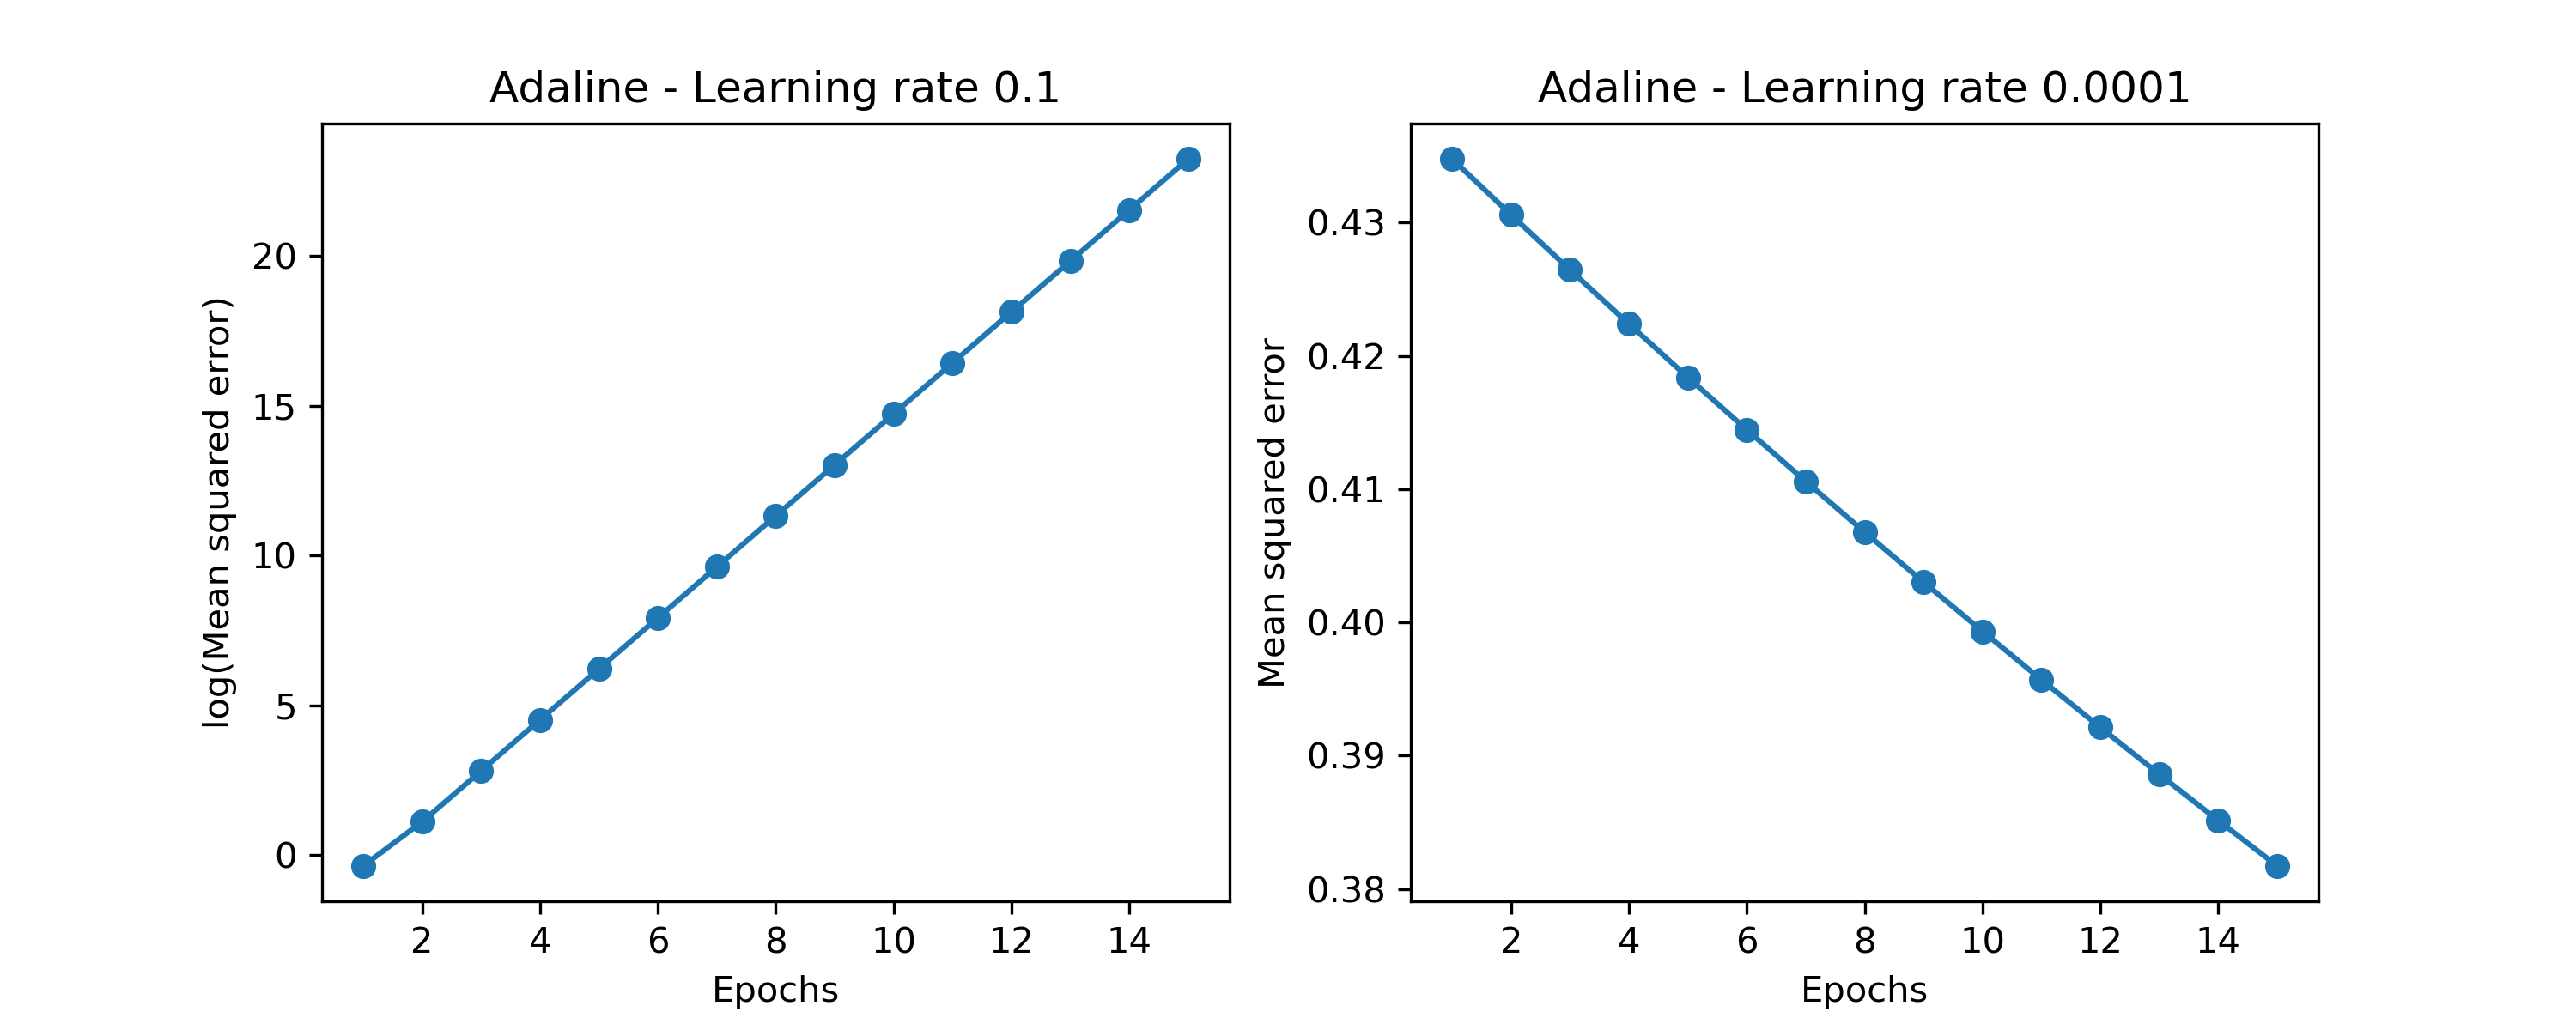 Adaline - Learning rate 0.1
log(Mean squared error)
20
15
10
5
0
2 4 6 8 10 12 14
Epochs
Adaline - Learning rate 0.0001
Mean squared error
0.43
0.42
0.41
0.40
0.39
0.38
2 4 6 8 10 12 14
Epochs